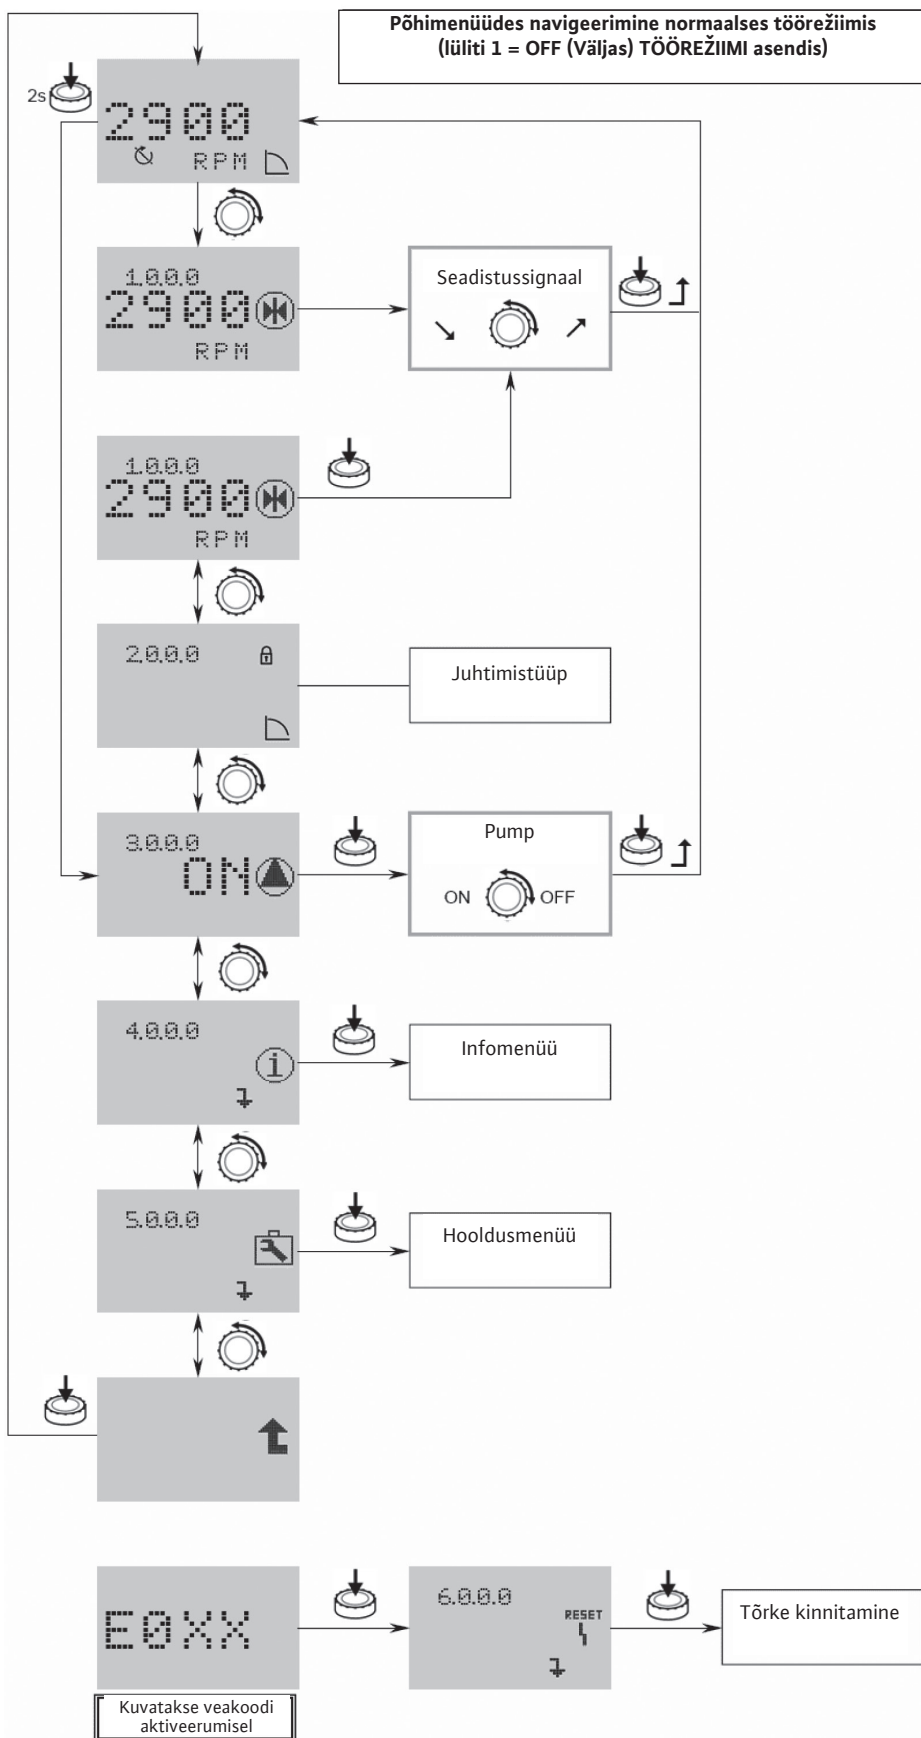 Põhimenüüdes navigeerimine normaalses töörežiimis
(lüliti 1 = OFF (Väljas) TÖÖREŽIIMI asendis)
2s
2900
RPM
1.0.0.0
2900
RPM
Seadistussignaal
1.0.0.0
2900
RPM
2.0.0.0
Juhtimistüüp
3.0.0.0
ON
Pump
ON OFF
4.0.0.0
i
Infomenüü
5.0.0.0
Hooldusmenüü
E0XX
6.0.0.0
RESET
Tõrke kinnitamine
Kuvatakse veakoodi
aktiveerumisel